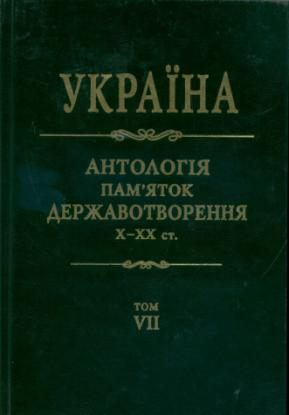 УКРАЇНА
АНТОЛОГІЯ
ПАМ'ЯТОК
ДЕРЖАВОТВОРЕННЯ
X–XX ст.
ТОМ
VII